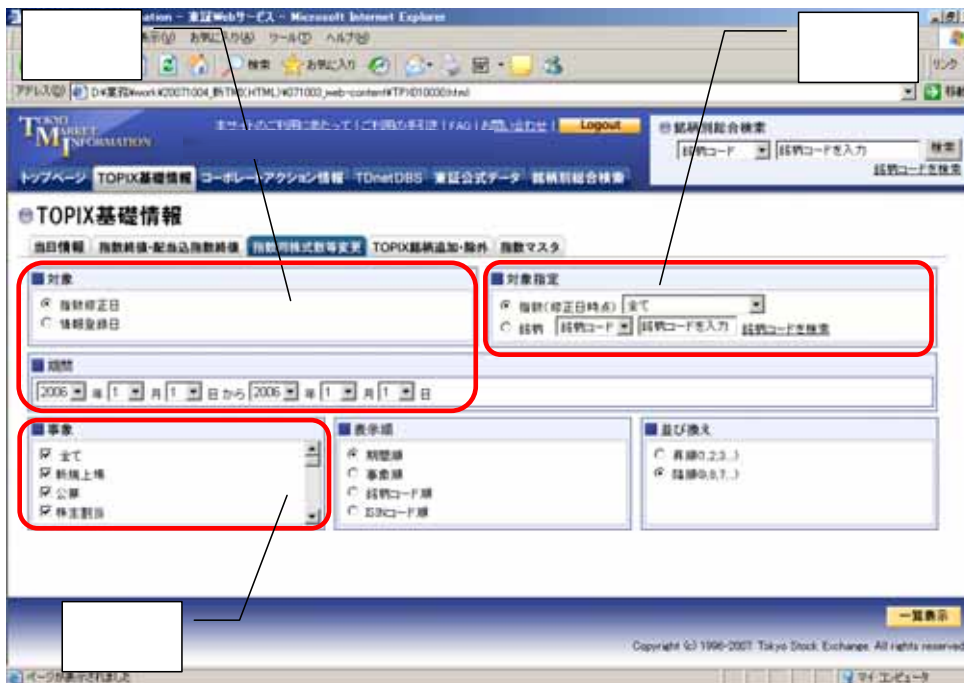 ation - 東証Webサービス - Microsoft Internet Explorer
表示(V) お気に入り(A) ツール(T) ヘルプ(H)
検索 お気に入り
リンク
アドレス(D)
移動
TOKYO MARKET INFORMATION
本サイトのご利用にあたって | ご利用の手引き | FAQ | お問い合わせ | Logout
銘柄別総合検索
銘柄コード 銘柄コードを入力 検索
銘柄コードを検索
トップページ TOPIX基礎情報 コーポレートアクション情報 TDnetDBS 東証公式データ 銘柄別総合検索
TOPIX基礎情報
当日情報 指数終値・配当込指数終値 指数用株式数等変更 TOPIX銘柄追加・除外 指数マスタ
対象
指数修正日
情報登録日
対象指定
指数(修正日時点) 全て
銘柄 銘柄コード 銘柄コードを入力 銘柄コードを検索
期間
2006 年 1 月 1 日 から 2006 年 1 月 1 日
事象
全て
新規上場
公募
株主割当
表示順
期間順
事象順
銘柄コード順
ISINコード順
並び換え
昇順(1,2,3...)
降順(9,8,7...)
一覧表示
Copyright (c) 1996-2007 Tokyo Stock Exchange. All rights reserved
ページが表示されました
マイ コンピュータ